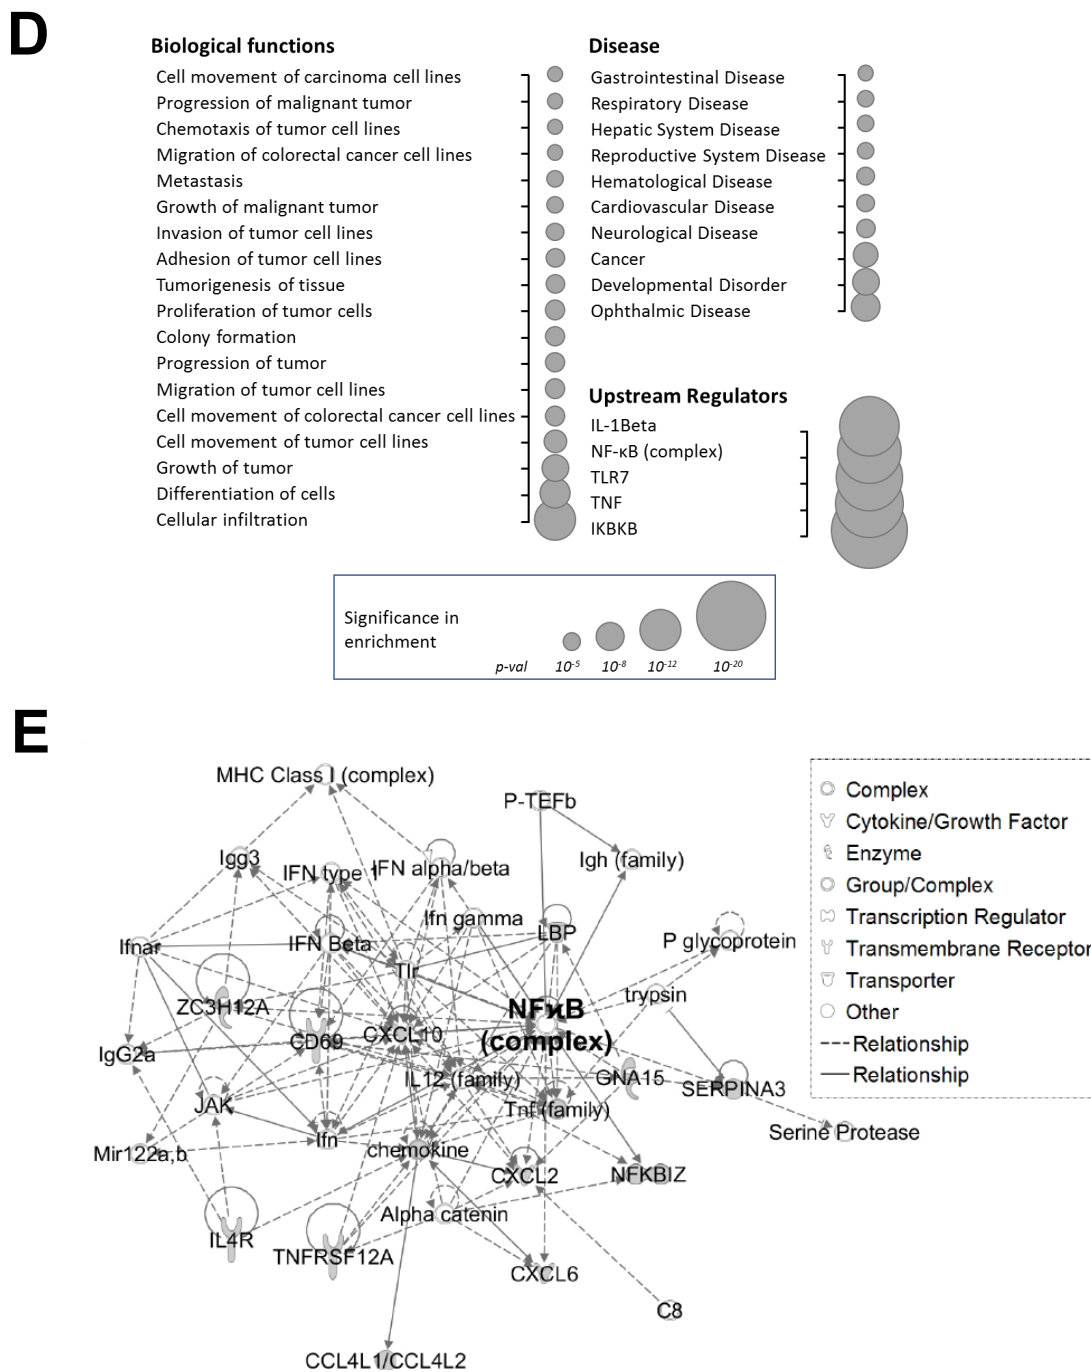 D
Biological functions
Cell movement of carcinoma cell lines
Progression of malignant tumor
Chemotaxis of tumor cell lines
Migration of colorectal cancer cell lines
Metastasis
Growth of malignant tumor
Invasion of tumor cell lines
Adhesion of tumor cell lines
Tumorigenesis of tissue
Proliferation of tumor cells
Colony formation
Progression of tumor
Migration of tumor cell lines
Cell movement of colorectal cancer cell lines
Cell movement of tumor cell lines
Growth of tumor
Differentiation of cells
Cellular infiltration
Disease
Gastrointestinal Disease
Respiratory Disease
Hepatic System Disease
Reproductive System Disease
Hematological Disease
Cardiovascular Disease
Neurological Disease
Cancer
Developmental Disorder
Ophthalmic Disease
Upstream Regulators
IL-1Beta
NF-κB (complex)
TLR7
TNF
IKBKB
Significance in
enrichment
p-val 10⁻⁵ 10⁻⁸ 10⁻¹² 10⁻²⁰
E
MHC Class I (complex)
P-TEFb
Igg3
IFN type 1
IFN alpha/beta
Igh (family)
Ifn gamma
Ifnar
IFN Beta
LBP
P glycoprotein
Tlr
ZC3H12A
trypsin
NFκB
(complex)
CD69
CXCL10
IgG2a
IL12 (family)
GNA15
SERPINA3
JAK
Tnf (family)
Ifn
Serine Protease
Mir122a,b
chemokine
CXCL2
NFKBIZ
Alpha catenin
IL4R
TNFRSF12A
CXCL6
C8
CCL4L1/CCL4L2
Complex
Cytokine/Growth Factor
Enzyme
Group/Complex
Transcription Regulator
Transmembrane Receptor
Transporter
Other
Relationship
Relationship